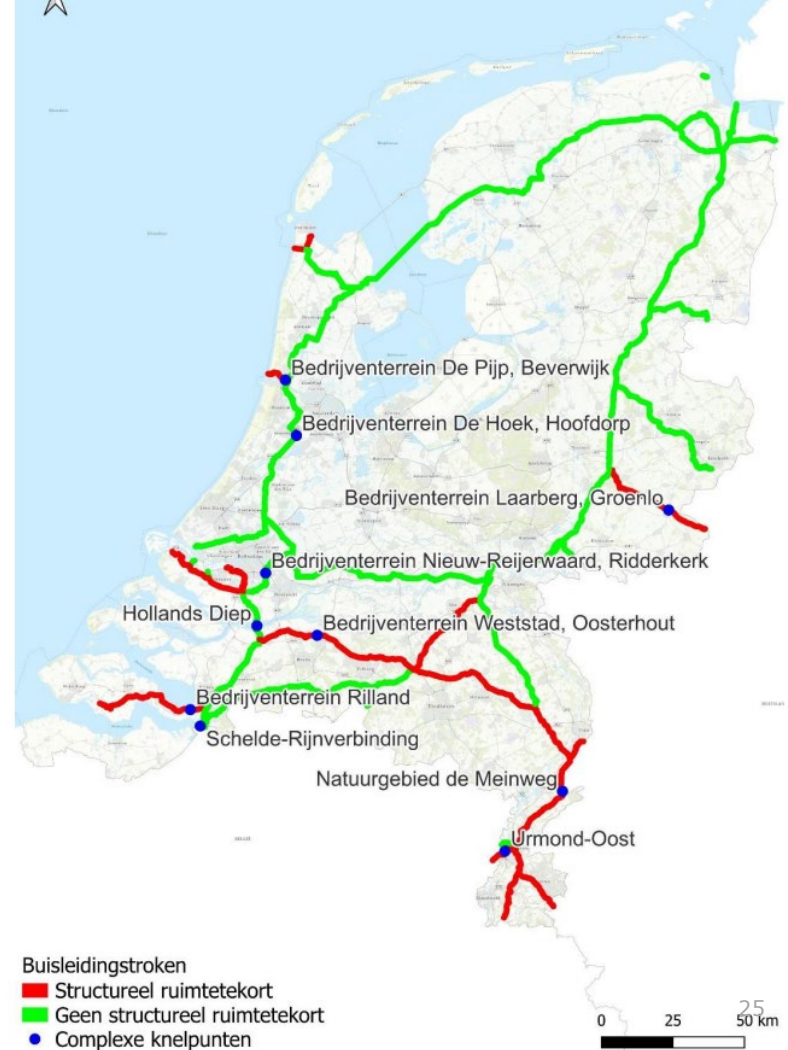 Bedrijventerrein De Pijp, Beverwijk
Bedrijventerrein De Hoek, Hoofdorp
Bedrijventerrein Laarberg, Groenlo
Bedrijventerrein Nieuw-Reijerwaard, Ridderkerk
Hollands Diep
Bedrijventerrein Weststad, Oosterhout
Bedrijventerrein Rilland
Schelde-Rijnverbinding
Natuurgebied de Meinweg
Urmond-Oost
Buisleidingstroken
Structureel ruimtetekort
Geen structureel ruimtetekort
Complexe knelpunten
25
0 25 50 km